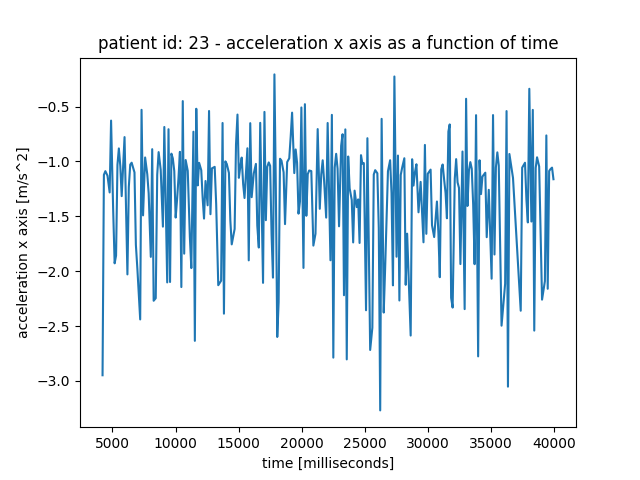 patient id: 23 - acceleration x axis as a function of time
acceleration x axis [m/s^2]
−0.5
−1.0
−1.5
−2.0
−2.5
−3.0
5000 10000 15000 20000 25000 30000 35000 40000
time [milliseconds]